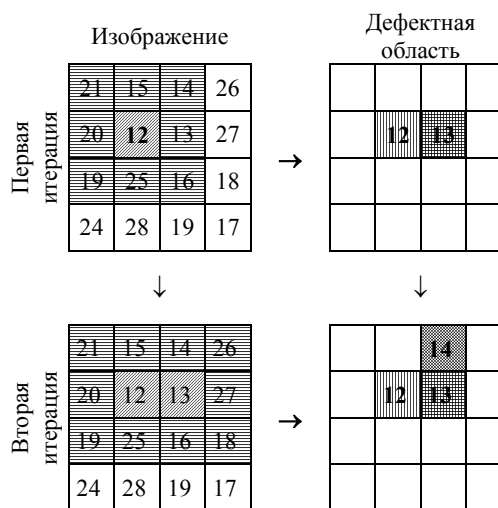 Изображение
Дефектная
область
Первая
итерация
21 15 14 26
20 12 13 27
19 25 16 18
24 28 19 17
→
12 13
↓ ↓
Вторая
итерация
21 15 14 26
20 12 13 27
19 25 16 18
24 28 19 17
→
14
12 13